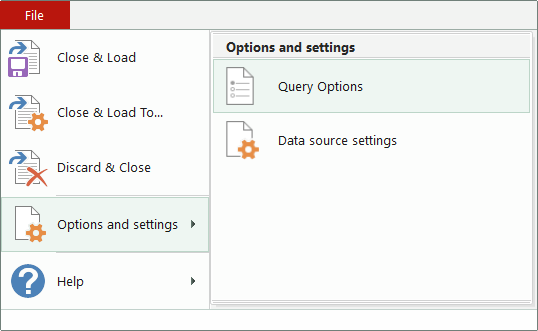 File
Close & Load
Close & Load To...
Discard & Close
Options and settings
Help
Options and settings
Query Options
Data source settings